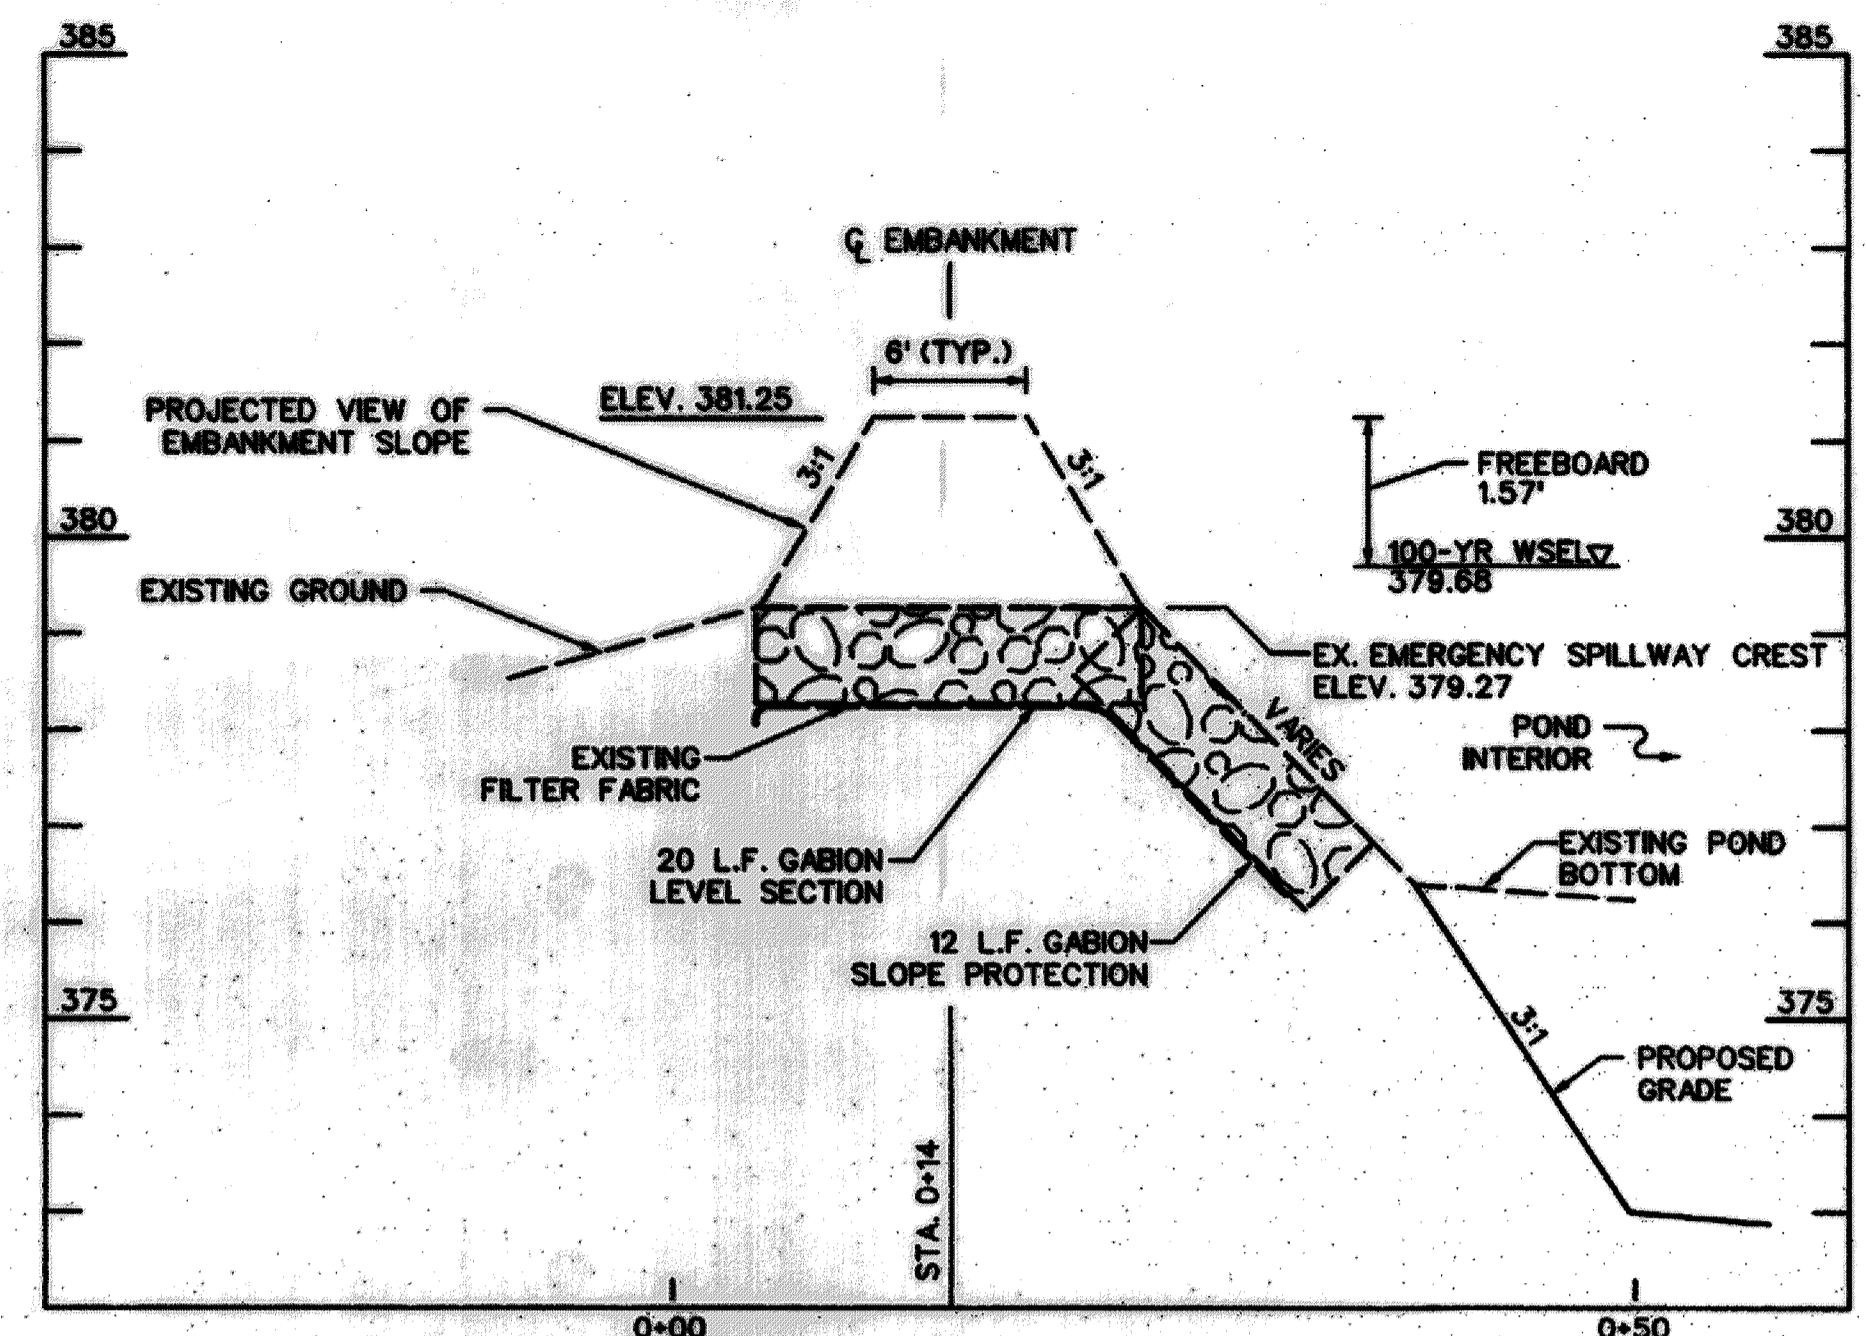 385
385
℄ EMBANKMENT
6' (TYP.)
PROJECTED VIEW OF
EMBANKMENT SLOPE
ELEV. 381.25
3:1
3:1
FREEBOARD
1.57'
380
380
100-YR WSEL
379.68
EXISTING GROUND
EX. EMERGENCY SPILLWAY CREST
ELEV. 379.27
VARIES
POND
INTERIOR
EXISTING
FILTER FABRIC
20 L.F. GABION
LEVEL SECTION
EXISTING POND
BOTTOM
12 L.F. GABION
SLOPE PROTECTION
375
375
3:1
PROPOSED
GRADE
STA. 0+14
0+00
0+50